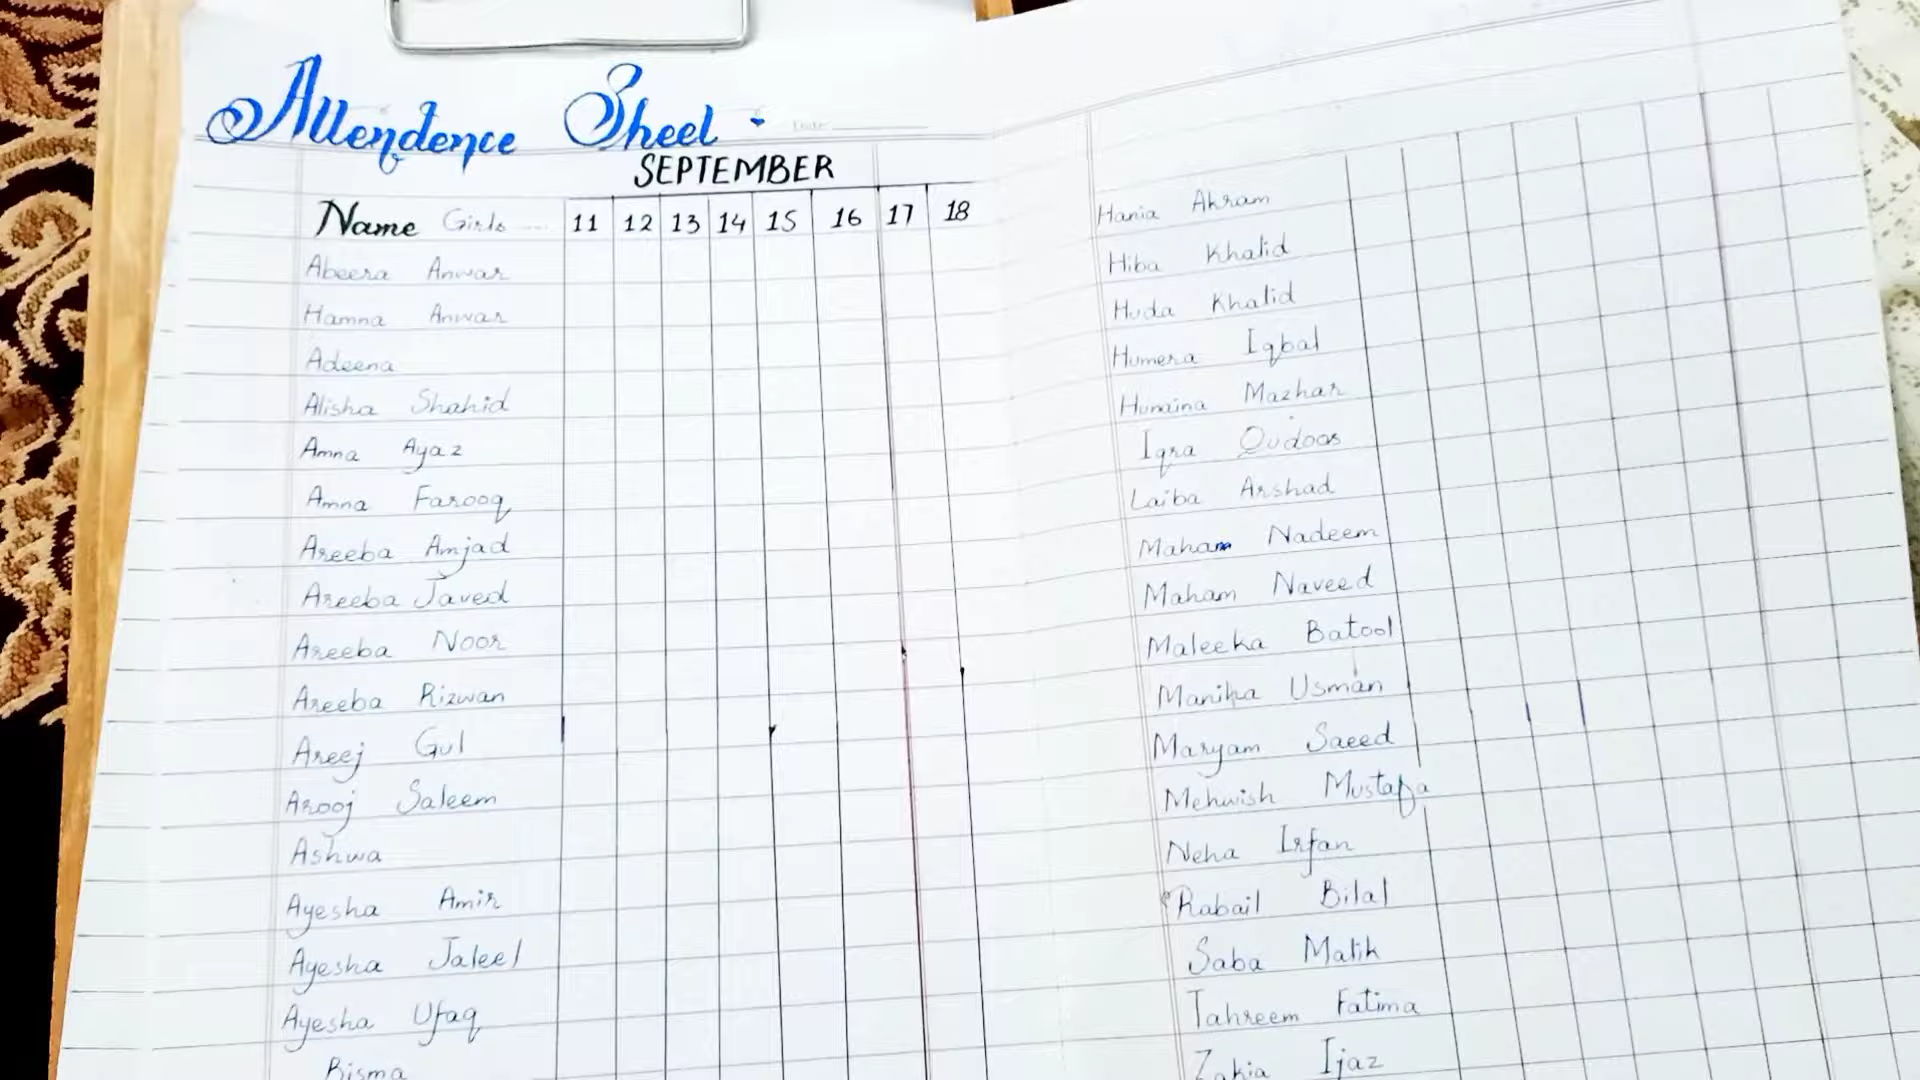 Attendence Sheet -
Date:
SEPTEMBER
Name Girls 11 12 13 14 15 16 17 18
Abeera Anwar
Hamna Anwar
Adeena
Alisha Shahid
Amna Ayaz
Amna Farooq
Areeba Amjad
Areeba Javed
Areeba Noor
Areeba Rizwan
Areej Gul
Arooj Saleem
Ashwa
Ayesha Amir
Ayesha Jaleel
Ayesha Ufaq
Bisma
Hania Akram
Hiba Khalid
Huda Khalid
Humera Iqbal
Humaina Mazhar
Iqra Qudoos
Laiba Arshad
Maham Nadeem
Maham Naveed
Maleeka Batool
Manika Usman
Maryam Saeed
Mehwish Mustafa
Neha Irfan
Rabail Bilal
Saba Malik
Tahreem Fatima
Zakia Ijaz